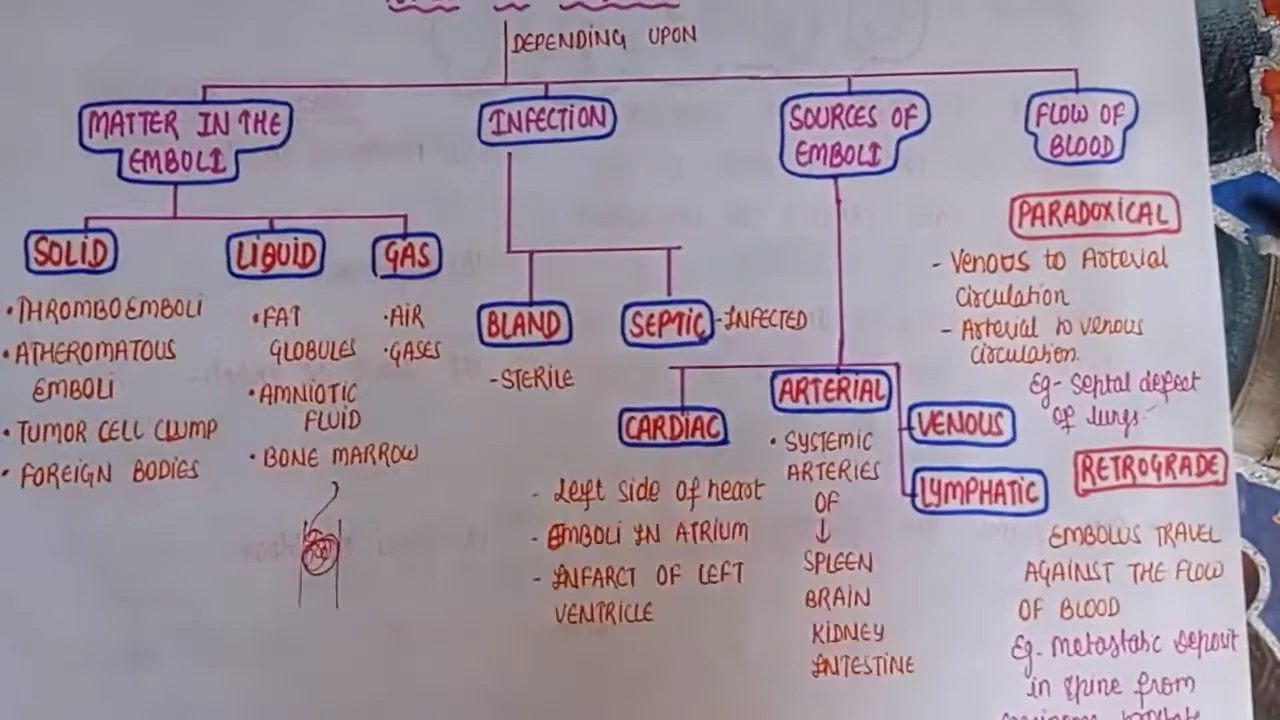 DEPENDING UPON
MATTER IN THE
EMBOLI
INFECTION
SOURCES OF
EMBOLI
FLOW OF
BLOOD
SOLID
LIQUID
GAS
• THROMBOEMBOLI
• ATHEROMATOUS
EMBOLI
• TUMOR CELL CLUMP
• FOREIGN BODIES
• FAT
GLOBULES
• AMNIOTIC
FLUID
• BONE MARROW
• AIR
• GASES
BLAND
- STERILE
SEPTIC - INFECTED
CARDIAC
- Left side of heart
- EMBOLI IN ATRIUM
- INFARCT OF LEFT
VENTRICLE
ARTERIAL
• SYSTEMIC
ARTERIES
OF
↓
SPLEEN
BRAIN
KIDNEY
INTESTINE
VENOUS
LYMPHATIC
PARADOXICAL
- Venous to Arterial
Circulation
- Arterial to venous
circulation.
Eg - Septal defect
of lungs -
RETROGRADE
EMBOLUS TRAVEL
AGAINST THE FLOW
OF BLOOD
Eg - metastatic deposit
in spine from